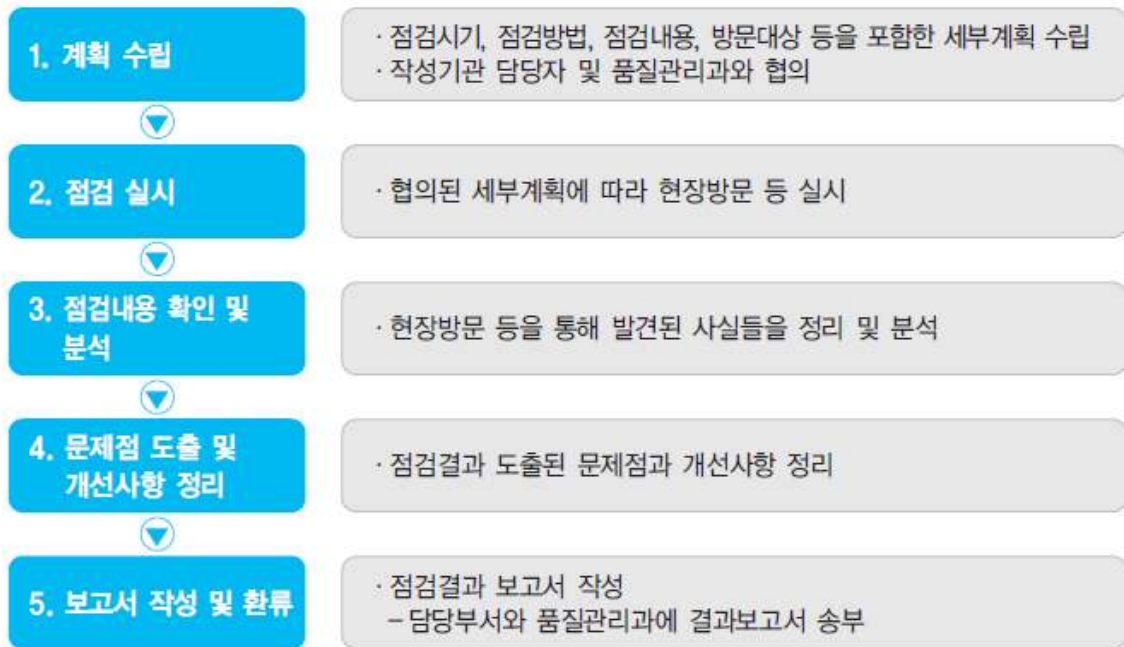 1. 계획 수립
· 점검시기, 점검방법, 점검내용, 방문대상 등을 포함한 세부계획 수립
· 작성기관 담당자 및 품질관리과와 협의
2. 점검 실시
· 협의된 세부계획에 따라 현장방문 등 실시
3. 점검내용 확인 및
분석
· 현장방문 등을 통해 발견된 사실들을 정리 및 분석
4. 문제점 도출 및
개선사항 정리
· 점검결과 도출된 문제점과 개선사항 정리
5. 보고서 작성 및 환류
· 점검결과 보고서 작성
- 담당부서와 품질관리과에 결과보고서 송부